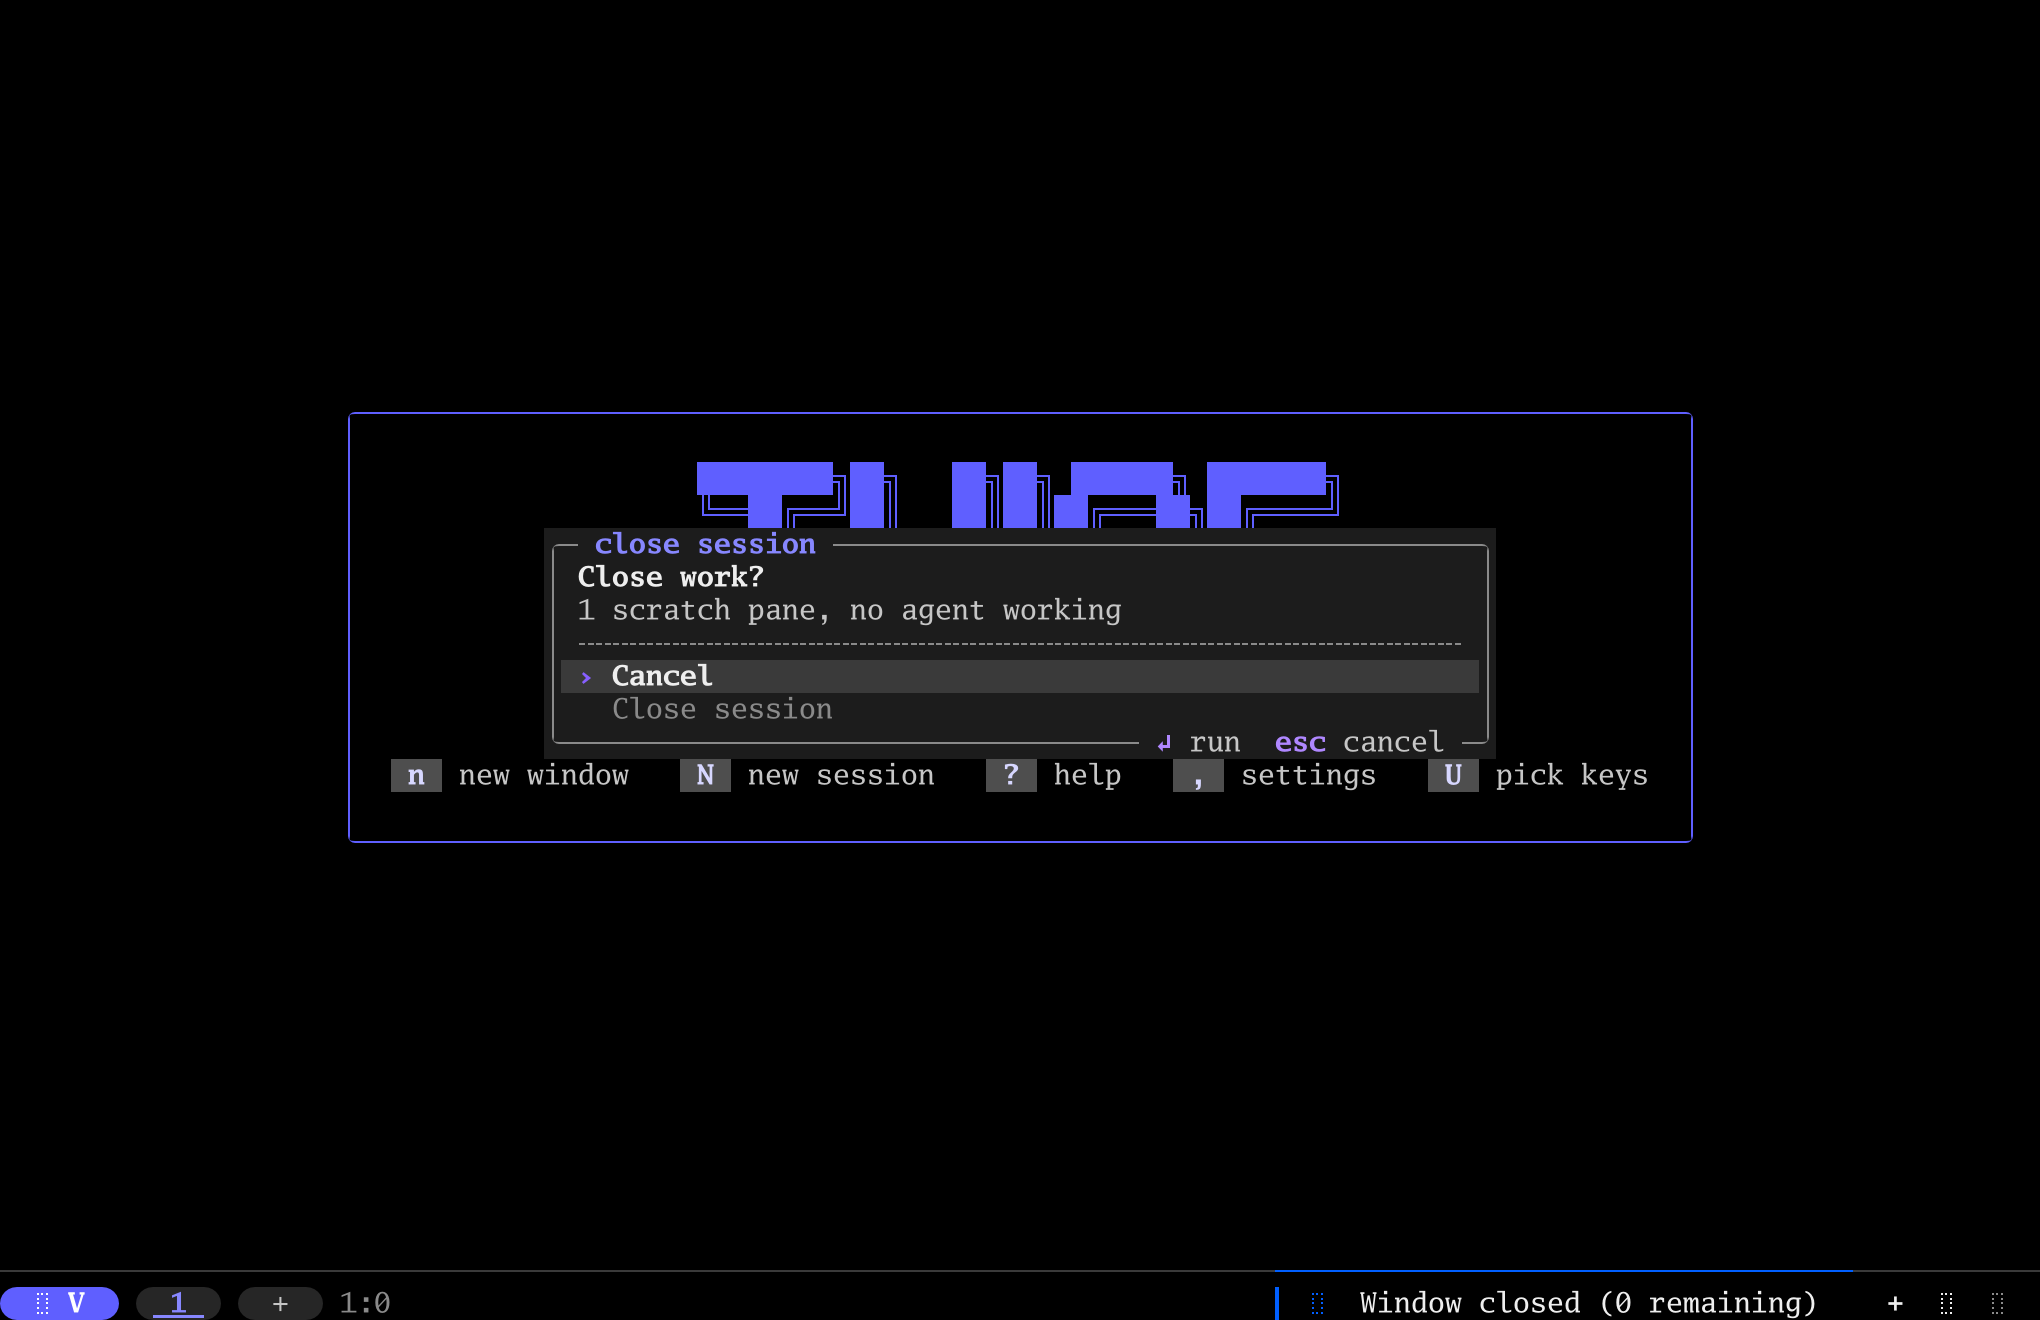 close session
Close work?
1 scratch pane, no agent working
› Cancel
Close session
↲ run esc cancel
n new window N new session ? help , settings U pick keys
V 1 + 1:0 Window closed (0 remaining) +